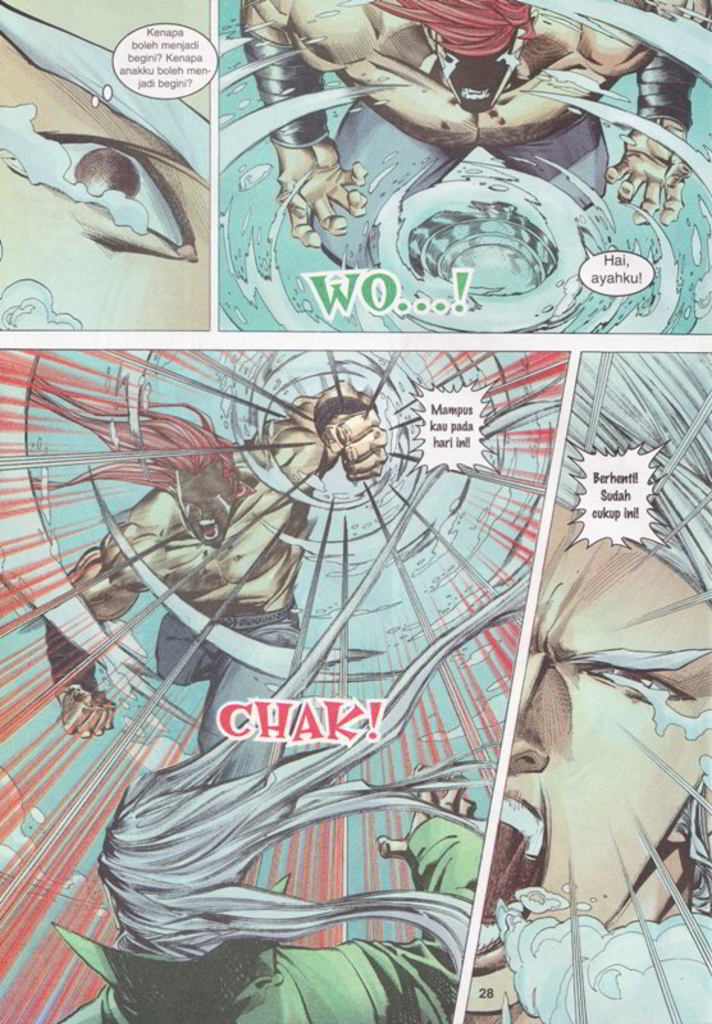 Kenapa
boleh menjadi
begini? Kenapa
anakku boleh men-
jadi begini?
WO....!
Hai,
ayahku!
Mampus
kau pada
hari ini!!
CHAK!
Berhenti!
Sudah
cukup ini!!
28